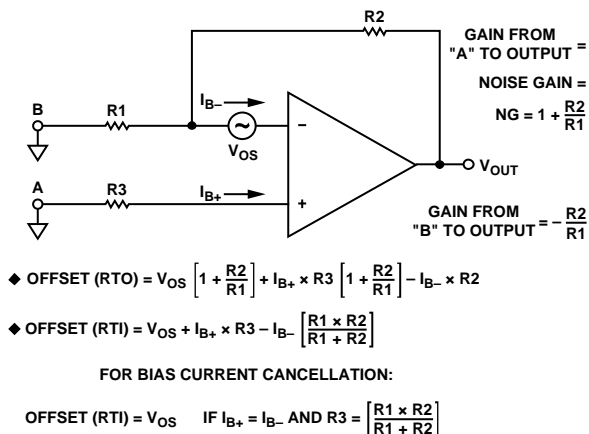 R2
GAIN FROM
"A" TO OUTPUT =
NOISE GAIN =
NG = 1 + R2/R1
B
R1
I_B–
–
~
V_OS
A
R3
I_B+
+
V_OUT
GAIN FROM
"B" TO OUTPUT = – R2/R1
◆ OFFSET (RTO) = V_OS [1 + R2/R1] + I_B+ × R3 [1 + R2/R1] – I_B– × R2
◆ OFFSET (RTI) = V_OS + I_B+ × R3 – I_B– [R1 × R2/R1 + R2]
FOR BIAS CURRENT CANCELLATION:
OFFSET (RTI) = V_OS IF I_B+ = I_B– AND R3 = [R1 × R2/R1 + R2]